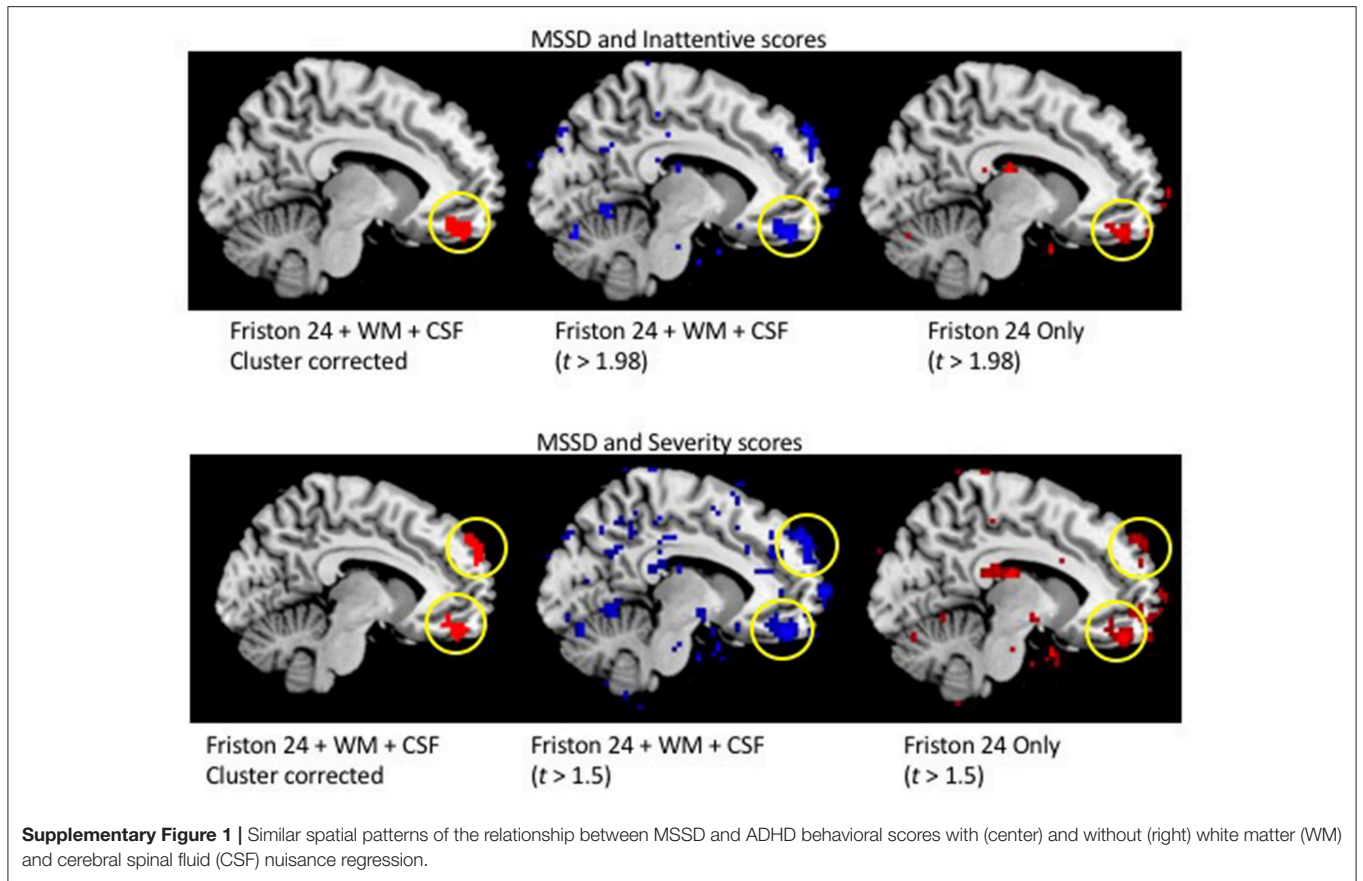 MSSD and Inattentive scores
Friston 24 + WM + CSF
Cluster corrected
Friston 24 + WM + CSF
(t > 1.98)
Friston 24 Only
(t > 1.98)
MSSD and Severity scores
Friston 24 + WM + CSF
Cluster corrected
Friston 24 + WM + CSF
(t > 1.5)
Friston 24 Only
(t > 1.5)
Supplementary Figure 1 | Similar spatial patterns of the relationship between MSSD and ADHD behavioral scores with (center) and without (right) white matter (WM)
and cerebral spinal fluid (CSF) nuisance regression.